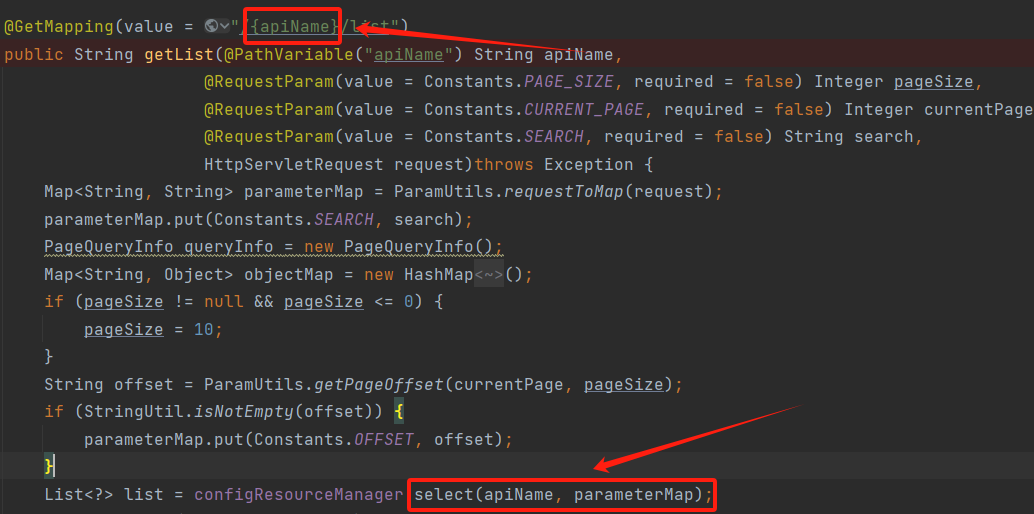 @GetMapping(value = "/{apiName}/list")
public String getList(@PathVariable("apiName") String apiName,
@RequestParam(value = Constants.PAGE_SIZE, required = false) Integer pageSize,
@RequestParam(value = Constants.CURRENT_PAGE, required = false) Integer currentPage
@RequestParam(value = Constants.SEARCH, required = false) String search,
HttpServletRequest request)throws Exception {
Map<String, String> parameterMap = ParamUtils.requestToMap(request);
parameterMap.put(Constants.SEARCH, search);
PageQueryInfo queryInfo = new PageQueryInfo();
Map<String, Object> objectMap = new HashMap<~>();
if (pageSize != null && pageSize <= 0) {
pageSize = 10;
}
String offset = ParamUtils.getPageOffset(currentPage, pageSize);
if (StringUtil.isNotEmpty(offset)) {
parameterMap.put(Constants.OFFSET, offset);
}
List<?> list = configResourceManager.select(apiName, parameterMap);